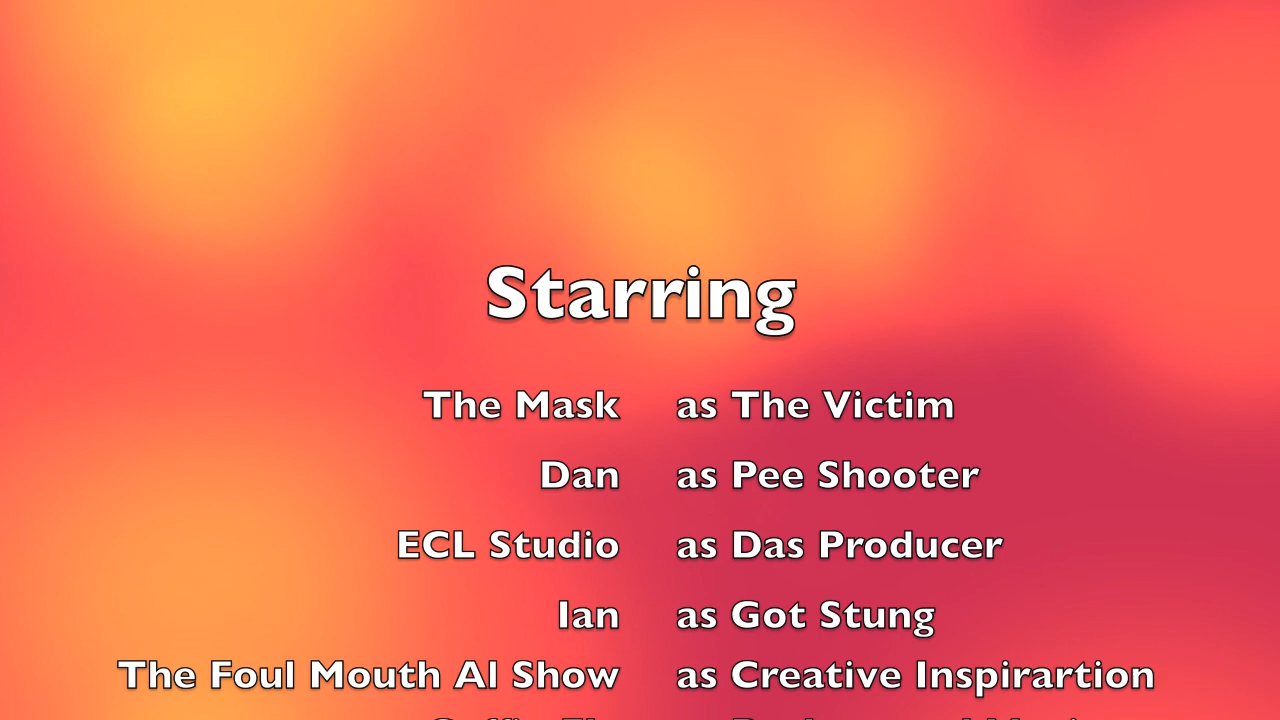 Starring
The Mask as The Victim
Dan as Pee Shooter
ECL Studio as Das Producer
Ian as Got Stung
The Foul Mouth Al Show as Creative Inspirartion